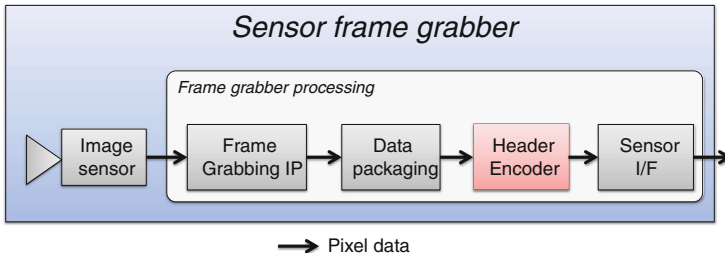 Sensor frame grabber
Frame grabber processing
Image
sensor
Frame
Grabbing IP
Data
packaging
Header
Encoder
Sensor
I/F
Pixel data